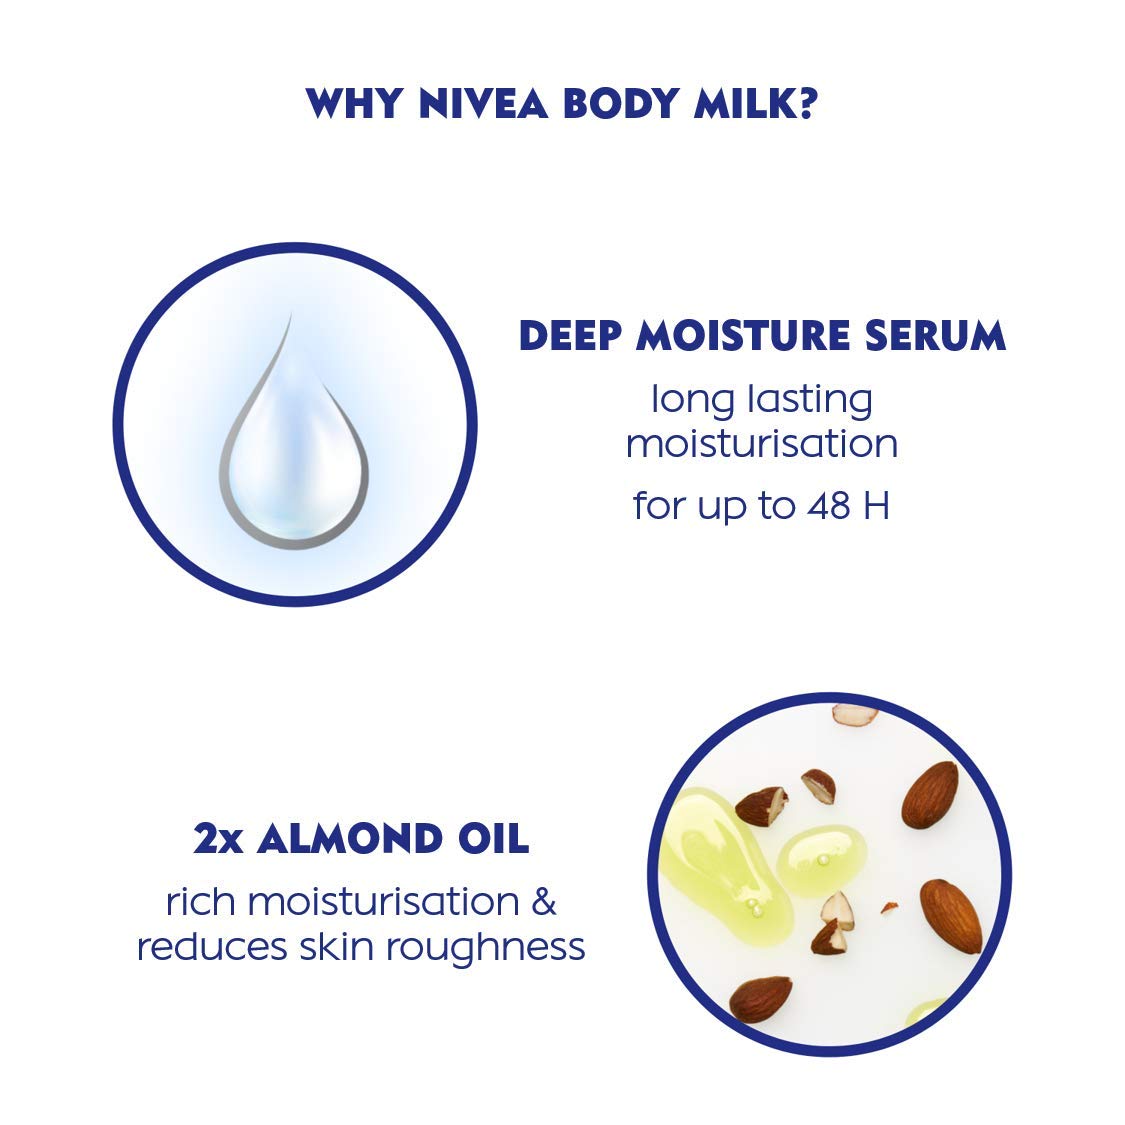 WHY NIVEA BODY MILK?
DEEP MOISTURE SERUM
long lasting
moisturisation
for up to 48 H
2x ALMOND OIL
rich moisturisation &
reduces skin roughness